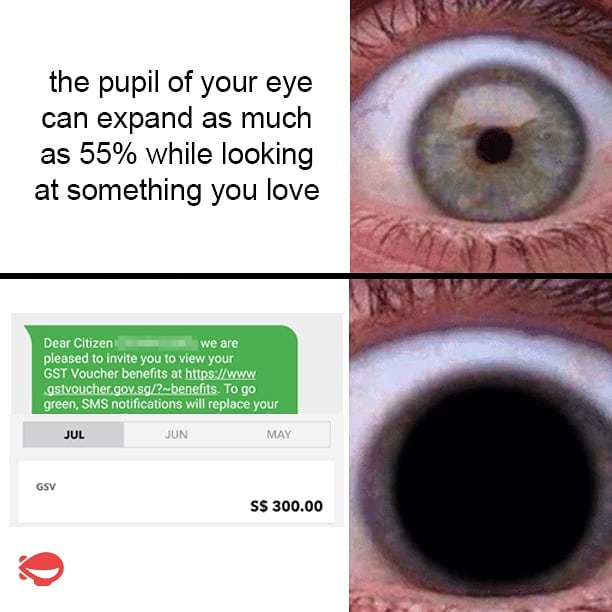 the pupil of your eye
can expand as much
as 55% while looking
at something you love
Dear Citizen we are
pleased to invite you to view your
GST Voucher benefits at https://www
.gstvoucher.gov.sg/?~benefits. To go
green, SMS notifications will replace your
JUL JUN MAY
GSV
S$ 300.00